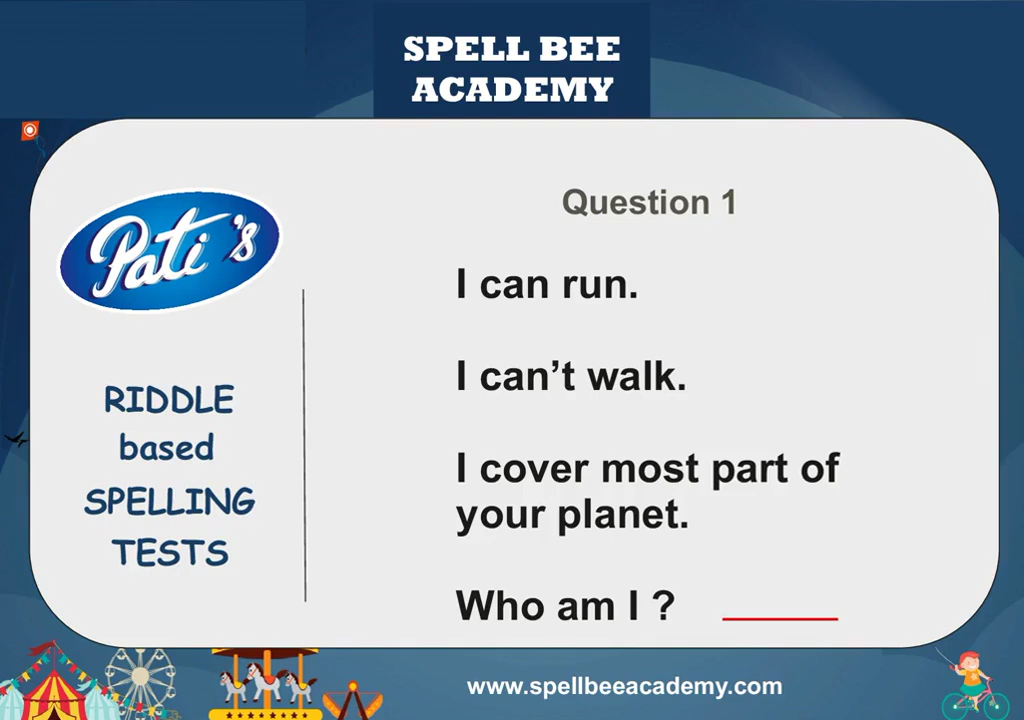 SPELL BEE
ACADEMY
Pati's
RIDDLE
based
SPELLING
TESTS
Question 1
I can run.
I can’t walk.
I cover most part of
your planet.
Who am I ?
www.spellbeeacademy.com